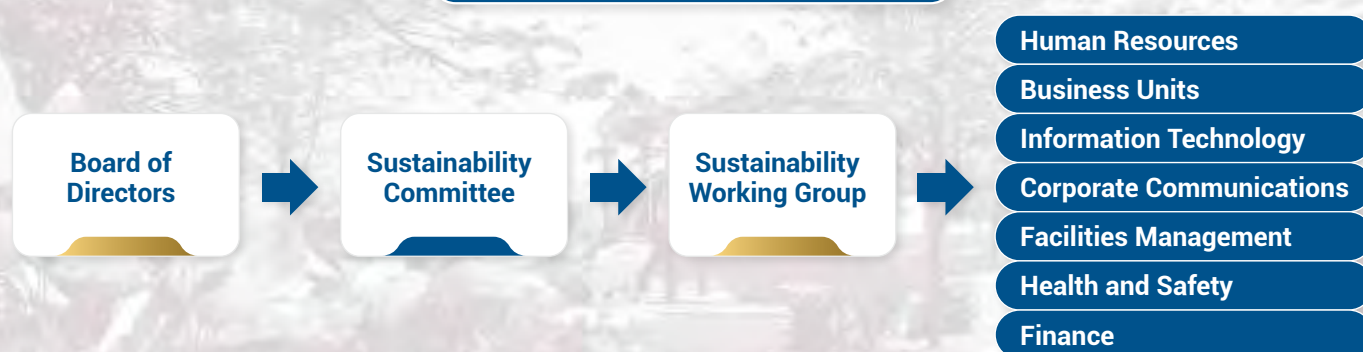 Board of
Directors
Sustainability
Committee
Sustainability
Working Group
Human Resources
Business Units
Information Technology
Corporate Communications
Facilities Management
Health and Safety
Finance